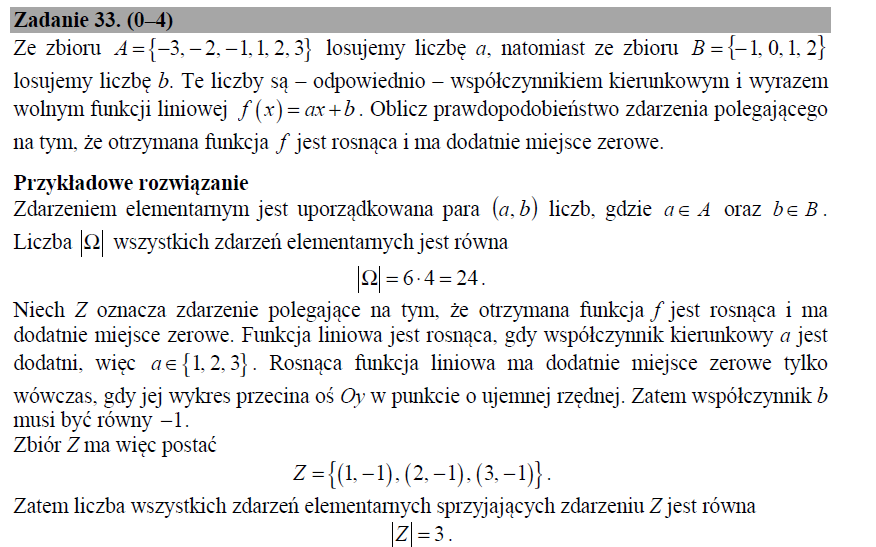 Zadanie 33. (0–4)
Ze zbioru A={−3, −2, −1, 1, 2, 3} losujemy liczbę a, natomiast ze zbioru B={−1, 0, 1, 2}
losujemy liczbę b. Te liczby są – odpowiednio – współczynnikiem kierunkowym i wyrazem
wolnym funkcji liniowej f(x)=ax+b. Oblicz prawdopodobieństwo zdarzenia polegającego
na tym, że otrzymana funkcja f jest rosnąca i ma dodatnie miejsce zerowe.
Przykładowe rozwiązanie
Zdarzeniem elementarnym jest uporządkowana para (a, b) liczb, gdzie a∈A oraz b∈B.
Liczba |Ω| wszystkich zdarzeń elementarnych jest równa
|Ω|=6·4=24.
Niech Z oznacza zdarzenie polegające na tym, że otrzymana funkcja f jest rosnąca i ma
dodatnie miejsce zerowe. Funkcja liniowa jest rosnąca, gdy współczynnik kierunkowy a jest
dodatni, więc a∈{1, 2, 3}. Rosnąca funkcja liniowa ma dodatnie miejsce zerowe tylko
wówczas, gdy jej wykres przecina oś Oy w punkcie o ujemnej rzędnej. Zatem współczynnik b
musi być równy −1.
Zbiór Z ma więc postać
Z={(1, −1), (2, −1), (3, −1)}.
Zatem liczba wszystkich zdarzeń elementarnych sprzyjających zdarzeniu Z jest równa
|Z|=3.